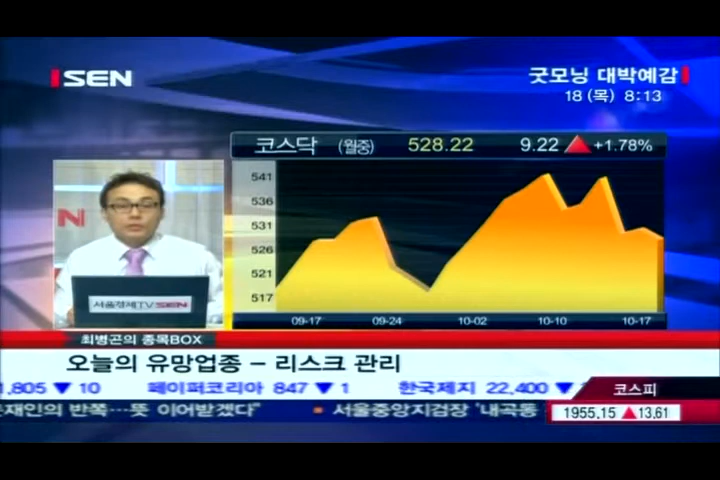 SEN
굿모닝 대박예감
18 (목) 8:13
코스닥 (월중) 528.22 9.22 ▲ +1.78%
541
536
531
526
521
517
09-17 09-24 10-02 10-10 10-17
서울경제TV SEN
최병곤의 종목BOX
오늘의 유망업종 - 리스크 관리
1,805 ▼ 10 페이퍼코리아 847 ▼ 1 한국제지 22,400 ▼
코스피
재인의 반쪽…뜻 이어받겠다" ▪ 서울중앙지검장 '내곡동
1955.15 ▲13.61